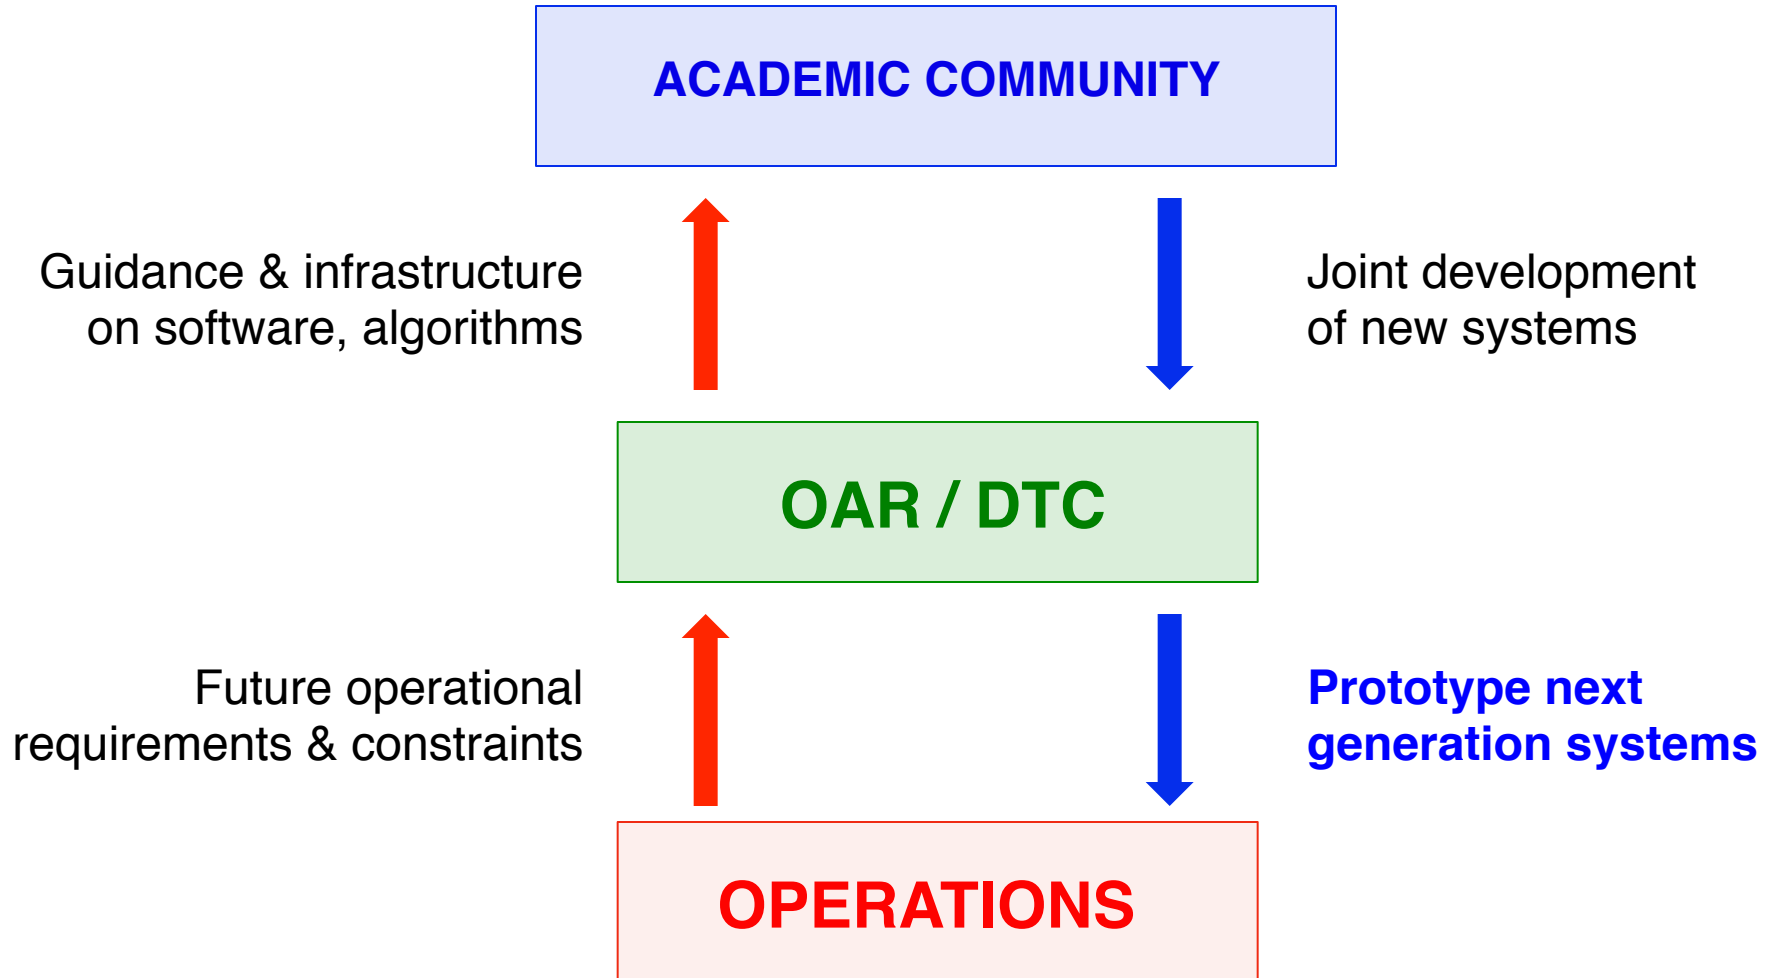 ACADEMIC COMMUNITY
Guidance & infrastructure
on software, algorithms
Joint development
of new systems
OAR / DTC
Future operational
requirements & constraints
Prototype next
generation systems
OPERATIONS